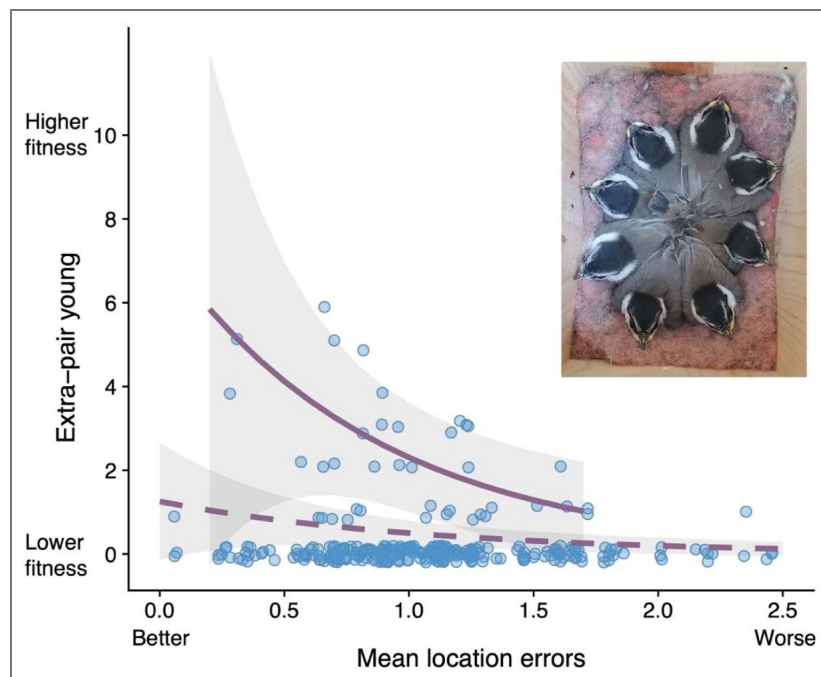 Higher
fitness
10
8
6
4
2
Lower
fitness
0
Extra-pair young
0.0
0.5
1.0
1.5
2.0
2.5
Better
Worse
Mean location errors